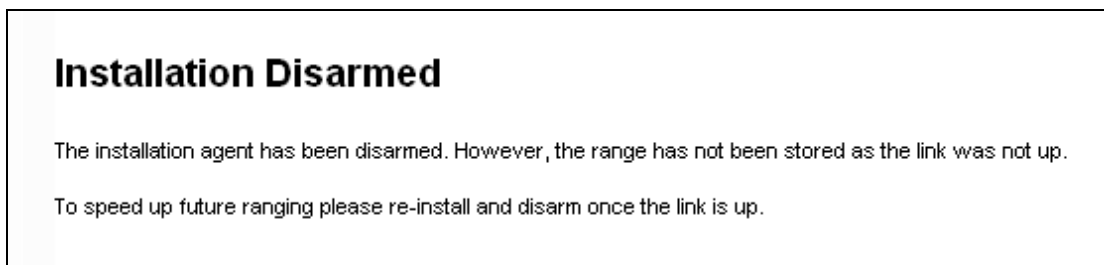 Installation Disarmed
The installation agent has been disarmed. However, the range has not been stored as the link was not up.
To speed up future ranging please re-install and disarm once the link is up.